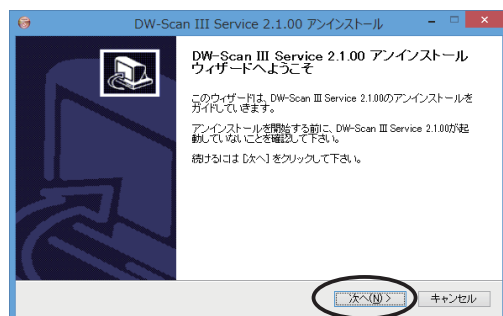 DW-Scan III Service 2.1.00 アンインストール
DW-Scan III Service 2.1.00 アンインストール
ウィザードへようこそ
このウィザードは、DW-Scan Ⅲ Service 2.1.00のアンインストールを
ガイドしていきます。
アンインストールを開始する前に、DW-Scan Ⅲ Service 2.1.00が起
動していないことを確認して下さい。
続けるには [次へ] をクリックして下さい。
次へ(N) >
キャンセル